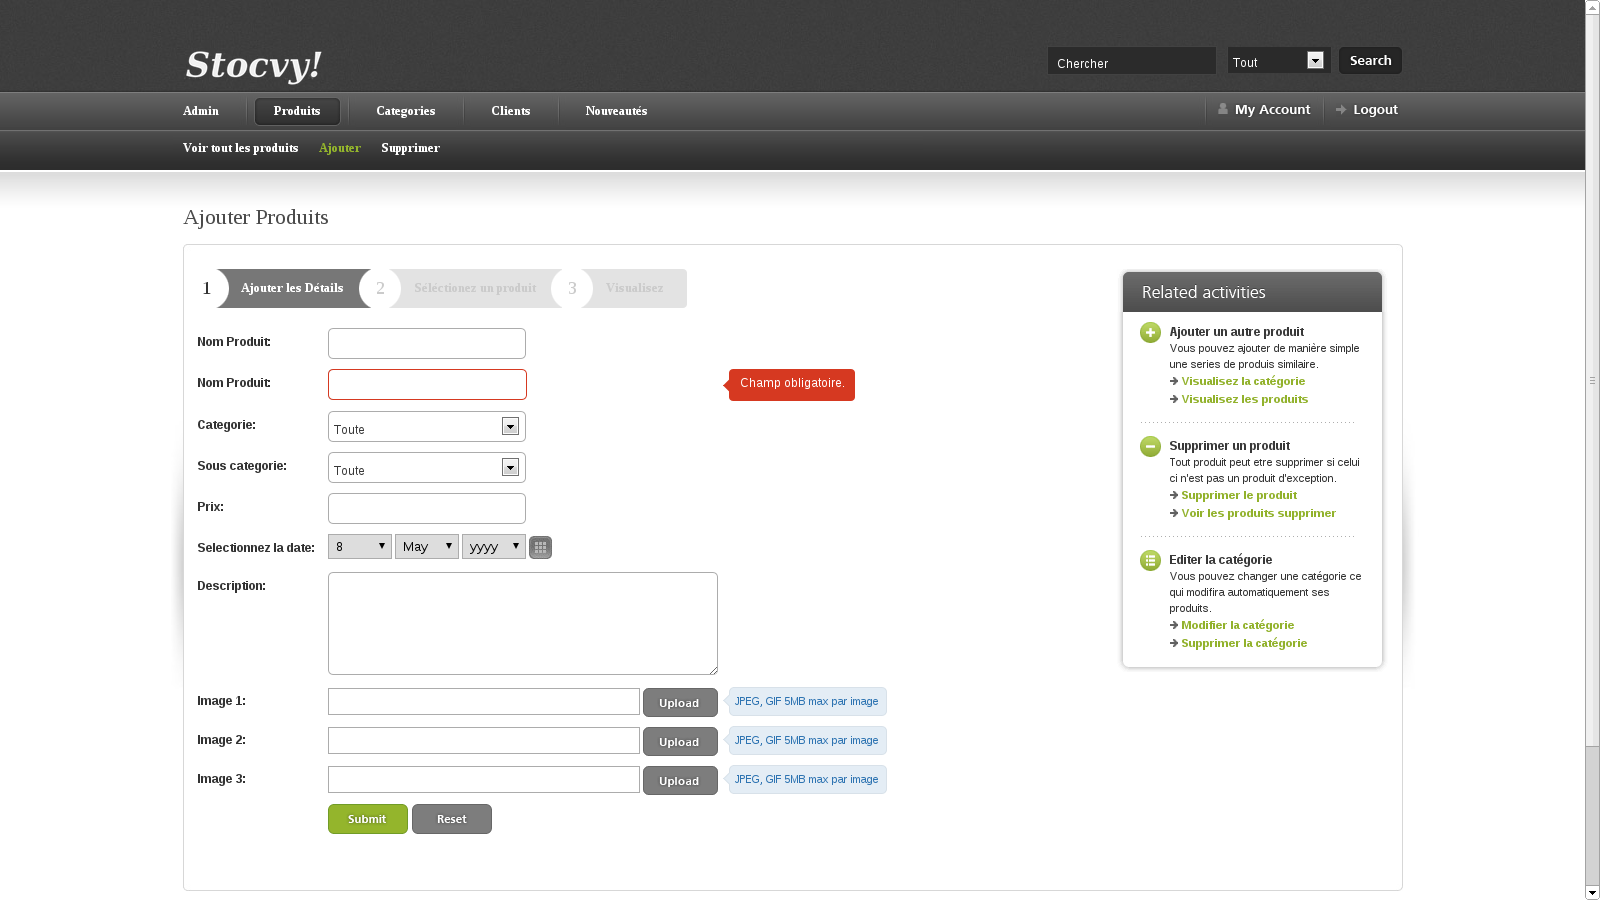 Stocvy!
Chercher
Tout
Search
Admin
Produits
Categories
Clients
Nouveautés
My Account
Logout
Voir tout les produits
Ajouter
Supprimer
Ajouter Produits
1
Ajouter les Détails
2
Sélectionez un produit
3
Visualisez
Nom Produit:
Nom Produit:
Champ obligatoire.
Categorie:
Toute
Sous categorie:
Toute
Prix:
Selectionnez la date:
8
May
yyyy
Description:
Image 1:
Upload
JPEG, GIF 5MB max par image
Image 2:
Upload
JPEG, GIF 5MB max par image
Image 3:
Upload
JPEG, GIF 5MB max par image
Submit
Reset
Related activities
Ajouter un autre produit
Vous pouvez ajouter de manière simple
une series de produis similaire.
Visualisez la catégorie
Visualisez les produits
Supprimer un produit
Tout produit peut etre supprimer si celui
ci n'est pas un produit d'exception.
Supprimer le produit
Voir les produits supprimer
Editer la catégorie
Vous pouvez changer une catégorie ce
qui modifira automatiquement ses
produits.
Modifier la catégorie
Supprimer la catégorie